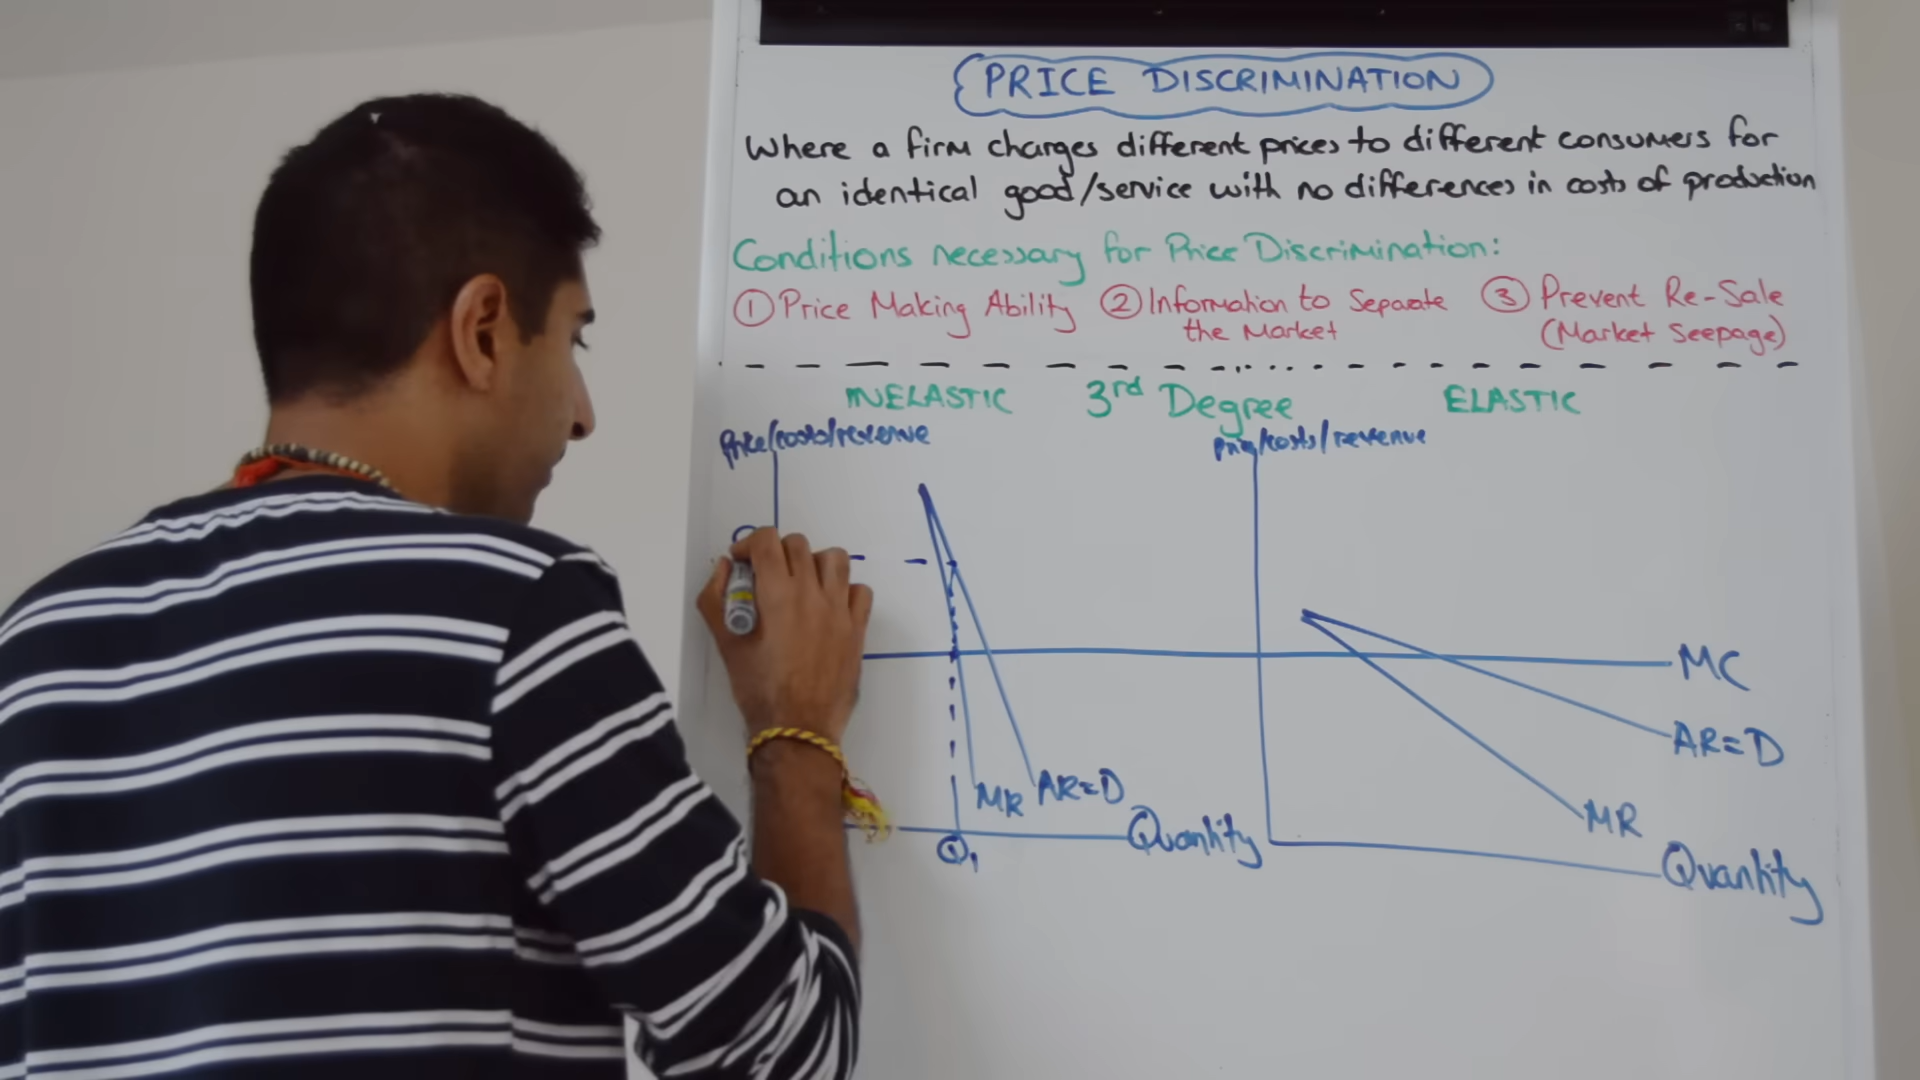 PRICE DISCRIMINATION
Where a firm charges different prices to different consumers for
an identical good/service with no differences in costs of production
Conditions necessary for Price Discrimination:
① Price Making Ability ② Information to Separate the Market ③ Prevent Re-Sale (Market Seepage)
INELASTIC 3rd Degree ELASTIC
Price/costs/revenue
/costs/revenue
MC
AR=D
MR AR=D
MR
Quantity
Q1
Quantity